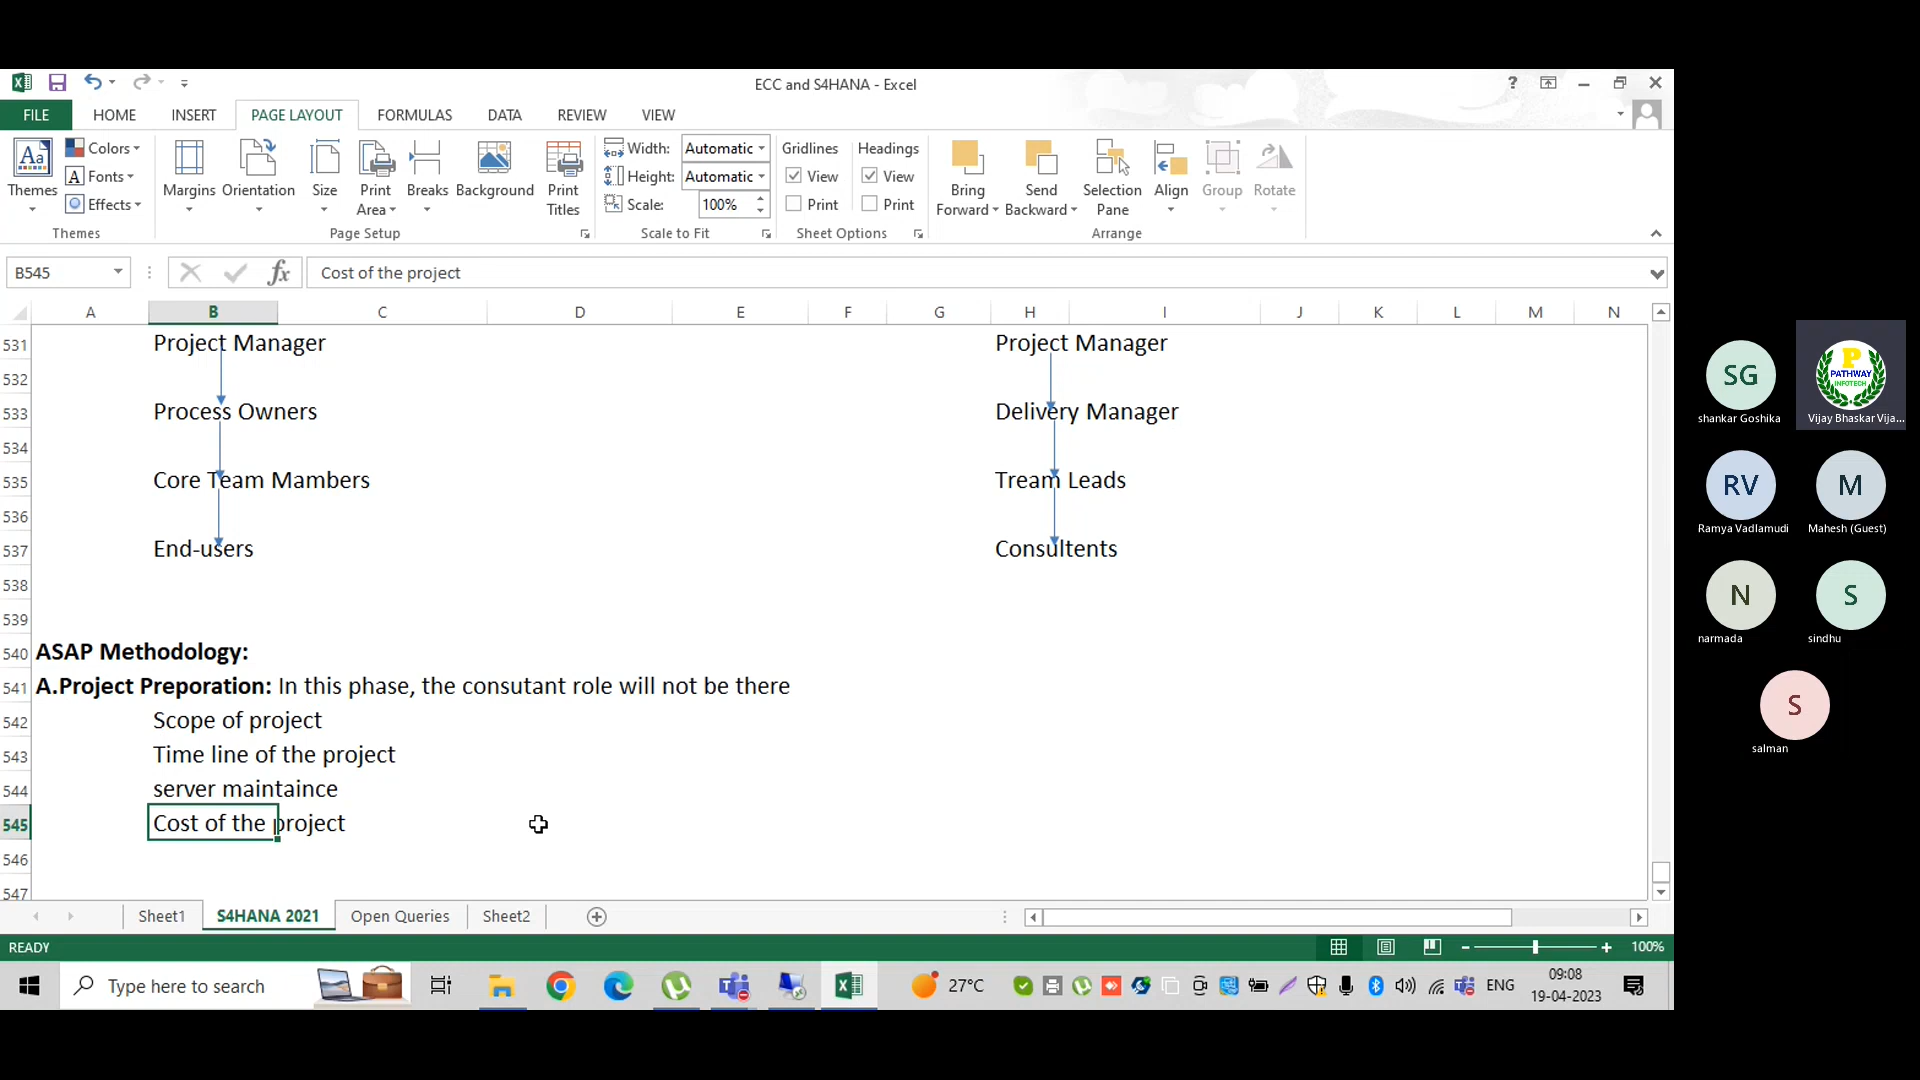 ECC and S4HANA - Excel
?
FILE HOME INSERT PAGE LAYOUT FORMULAS DATA REVIEW VIEW
Aa Themes
Colors
A Fonts
Effects
Themes
Margins Orientation Size Print Area Breaks Background Print Titles
Page Setup
Width: Automatic
Height: Automatic
Scale: 100%
Scale to Fit
Gridlines Headings
View View
Print Print
Sheet Options
Bring Forward Send Backward Selection Pane Align Group Rotate
Arrange
B545 fx Cost of the project
A B C D E F G H I J K L M N
531 Project Manager Project Manager
532
533 Process Owners Delivery Manager
534
535 Core Team Mambers Tream Leads
536
537 End-users Consultents
538
539
540 ASAP Methodology:
541 A.Project Preporation: In this phase, the consutant role will not be there
542 Scope of project
543 Time line of the project
544 server maintaince
545 Cost of the project
546
547
Sheet1 S4HANA 2021 Open Queries Sheet2
READY 100%
Type here to search 27°C ENG 09:08
19-04-2023
SG
shankar Goshika
P
PATHWAY
INFOTECH
Vijay Bhaskar Vija...
RV
Ramya Vadlamudi
M
Mahesh (Guest)
N
narmada
S
sindhu
S
salman